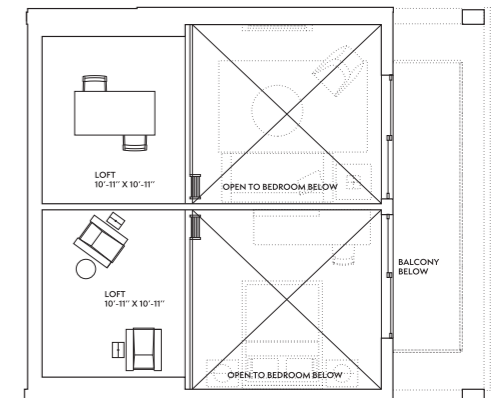 LOFT
10'-11" X 10'-11"
OPEN TO BEDROOM BELOW
BALCONY
BELOW
LOFT
10'-11" X 10'-11"
OPEN TO BEDROOM BELOW